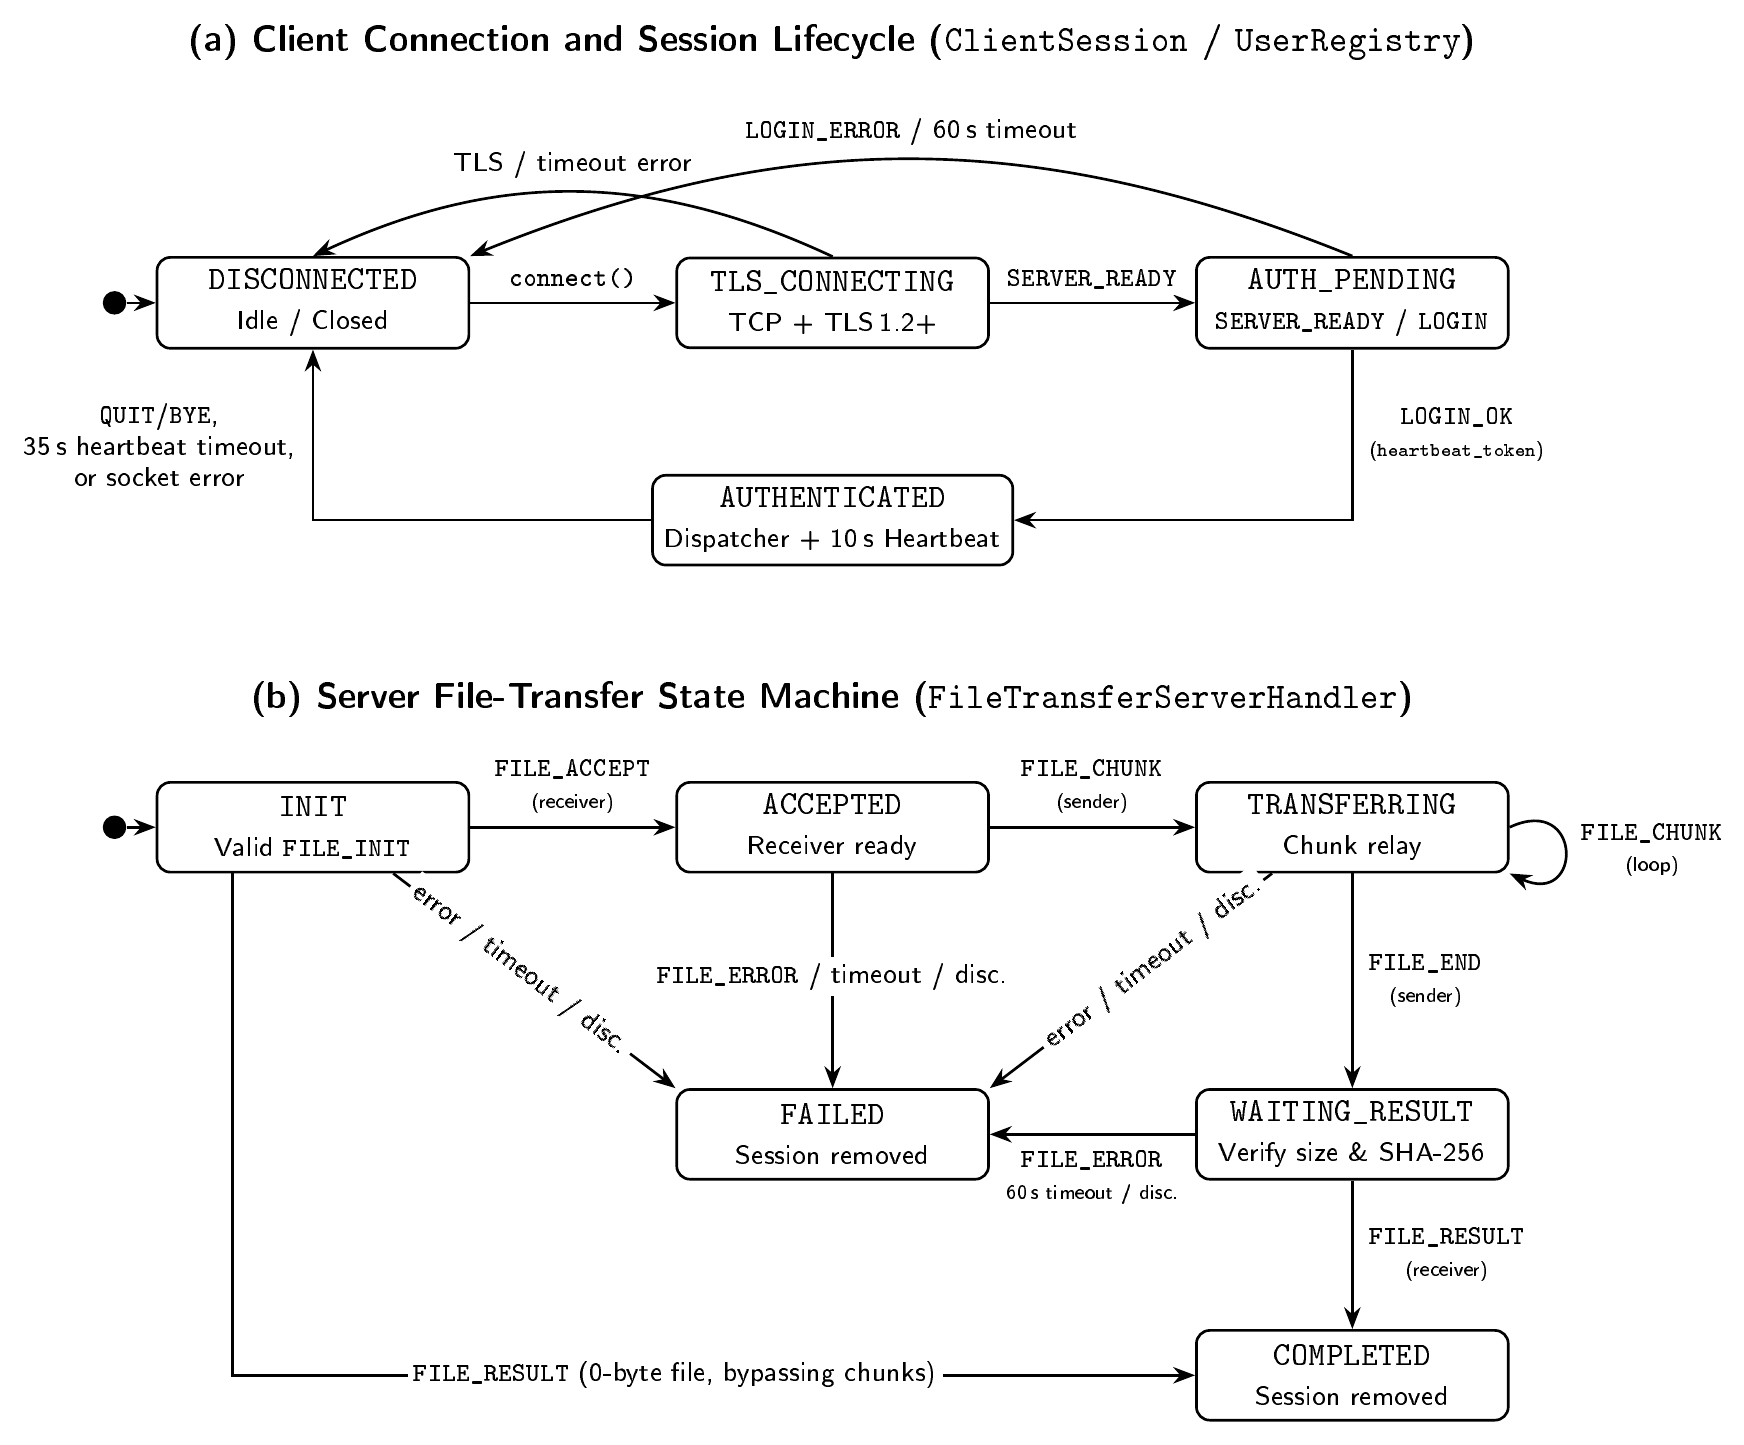 (a) Client Connection and Session Lifecycle (ClientSession / UserRegistry)
LOGIN_ERROR / 60 s timeout
TLS / timeout error
DISCONNECTED
Idle / Closed
connect()
TLS_CONNECTING
TCP + TLS 1.2+
SERVER_READY
AUTH_PENDING
SERVER_READY / LOGIN
QUIT/BYE,
35 s heartbeat timeout,
or socket error
LOGIN_OK
(heartbeat_token)
AUTHENTICATED
Dispatcher + 10 s Heartbeat
(b) Server File-Transfer State Machine (FileTransferServerHandler)
INIT
Valid FILE_INIT
FILE_ACCEPT
(receiver)
ACCEPTED
Receiver ready
FILE_CHUNK
(sender)
TRANSFERRING
Chunk relay
FILE_CHUNK
(loop)
error / timeout / disc.
FILE_ERROR / timeout / disc.
error / timeout / disc.
FILE_END
(sender)
FAILED
Session removed
FILE_ERROR
60 s timeout / disc.
WAITING_RESULT
Verify size & SHA-256
FILE_RESULT
(receiver)
FILE_RESULT (0-byte file, bypassing chunks)
COMPLETED
Session removed